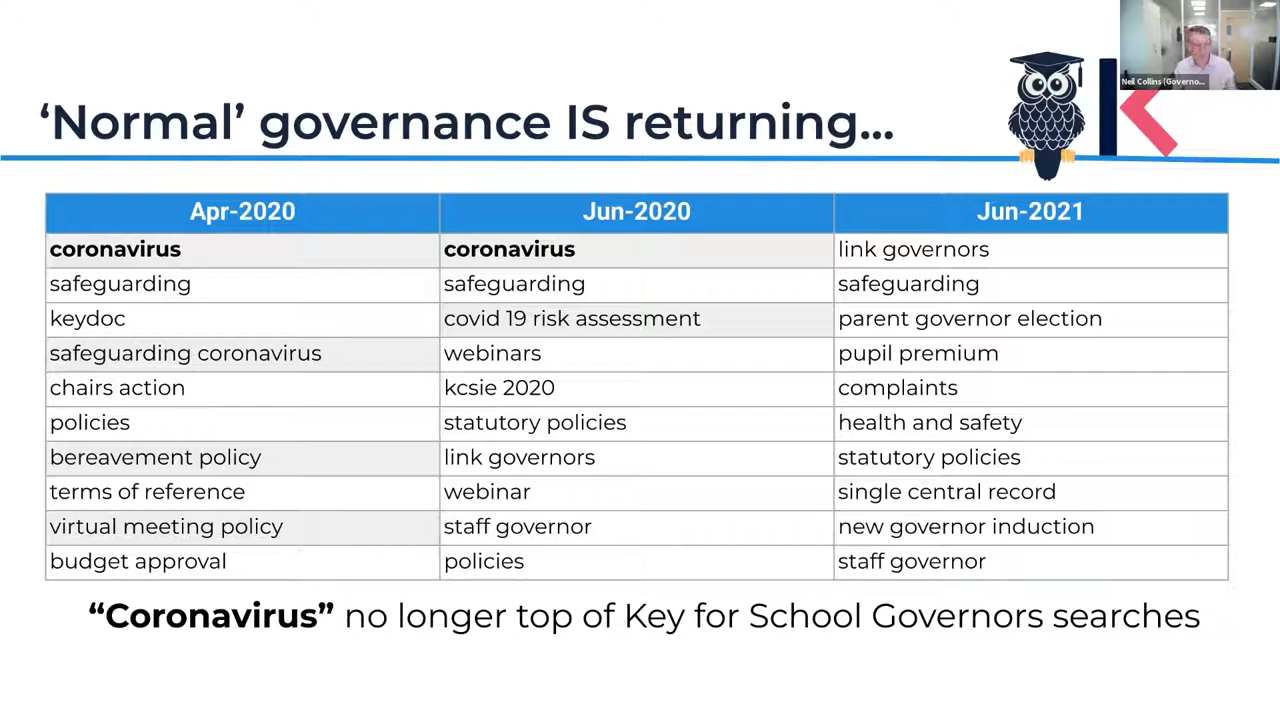 Neil Collins (Governo...
‘Normal’ governance IS returning...
Apr-2020 Jun-2020 Jun-2021
coronavirus coronavirus link governors
safeguarding safeguarding safeguarding
keydoc covid 19 risk assessment parent governor election
safeguarding coronavirus webinars pupil premium
chairs action kcsie 2020 complaints
policies statutory policies health and safety
bereavement policy link governors statutory policies
terms of reference webinar single central record
virtual meeting policy staff governor new governor induction
budget approval policies staff governor
“Coronavirus” no longer top of Key for School Governors searches